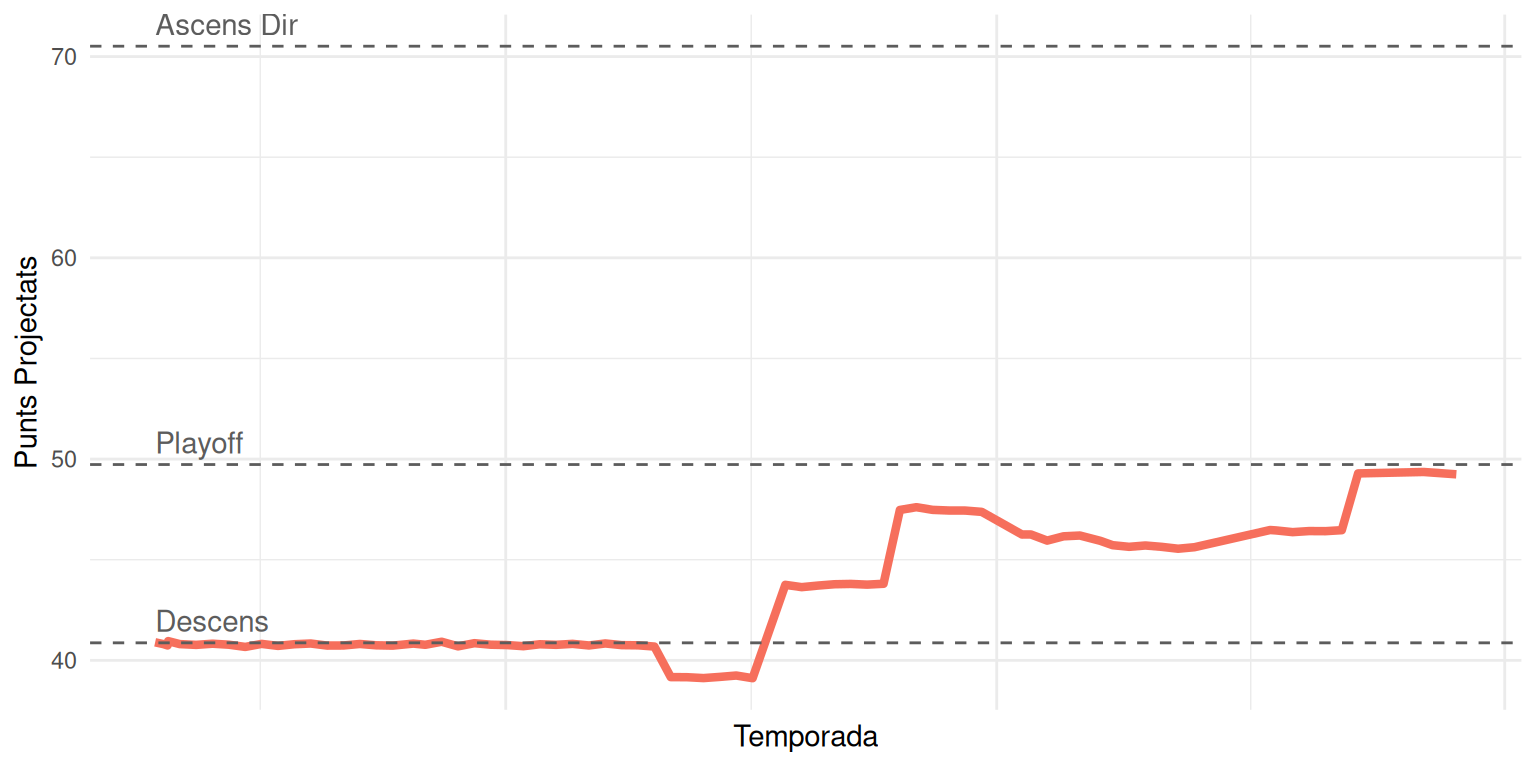 Ascens Dir
70
60
Punts Projectats
Playoff
50
Descens
40
Temporada